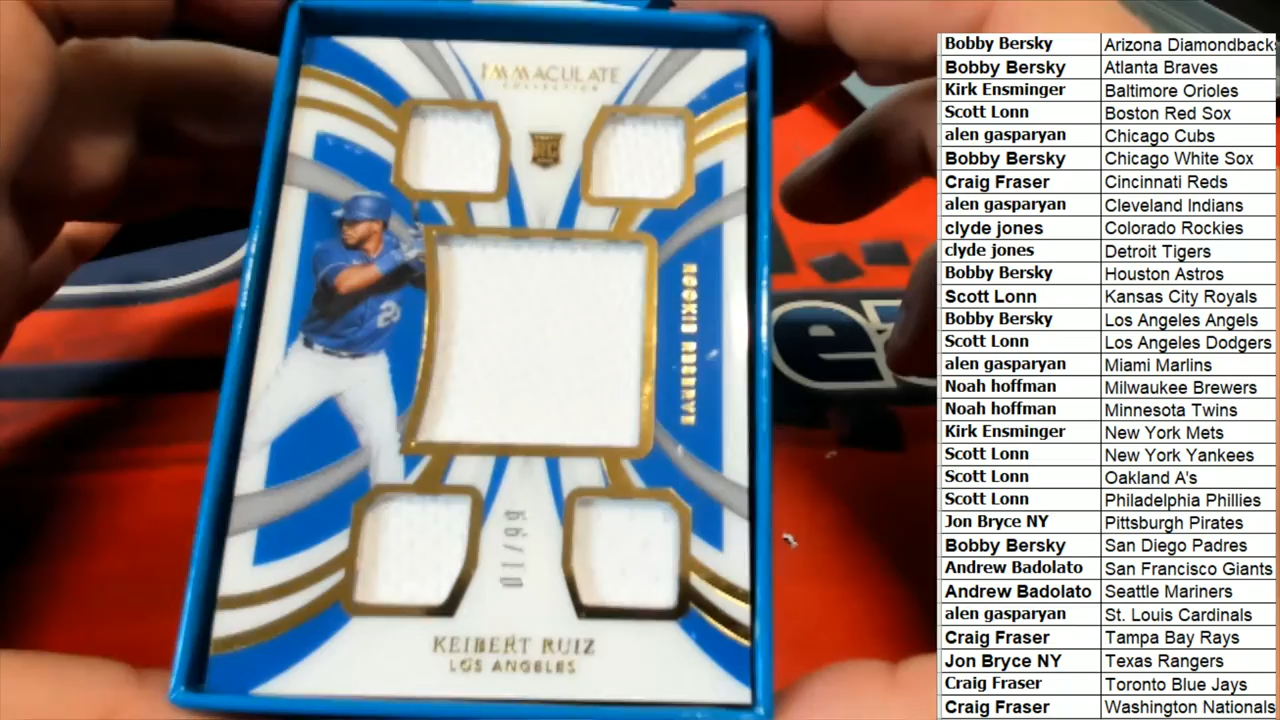 IMMACULATE
COLLECTION
RC
ROOKIE RESERVE
01/99
KEIBERT RUIZ
LOS ANGELES
Bobby Bersky Arizona Diamondback
Bobby Bersky Atlanta Braves
Kirk Ensminger Baltimore Orioles
Scott Lonn Boston Red Sox
alen gasparyan Chicago Cubs
Bobby Bersky Chicago White Sox
Craig Fraser Cincinnati Reds
alen gasparyan Cleveland Indians
clyde jones Colorado Rockies
clyde jones Detroit Tigers
Bobby Bersky Houston Astros
Scott Lonn Kansas City Royals
Bobby Bersky Los Angeles Angels
Scott Lonn Los Angeles Dodgers
alen gasparyan Miami Marlins
Noah hoffman Milwaukee Brewers
Noah hoffman Minnesota Twins
Kirk Ensminger New York Mets
Scott Lonn New York Yankees
Scott Lonn Oakland A's
Scott Lonn Philadelphia Phillies
Jon Bryce NY Pittsburgh Pirates
Bobby Bersky San Diego Padres
Andrew Badolato San Francisco Giants
Andrew Badolato Seattle Mariners
alen gasparyan St. Louis Cardinals
Craig Fraser Tampa Bay Rays
Jon Bryce NY Texas Rangers
Craig Fraser Toronto Blue Jays
Craig Fraser Washington Nationals